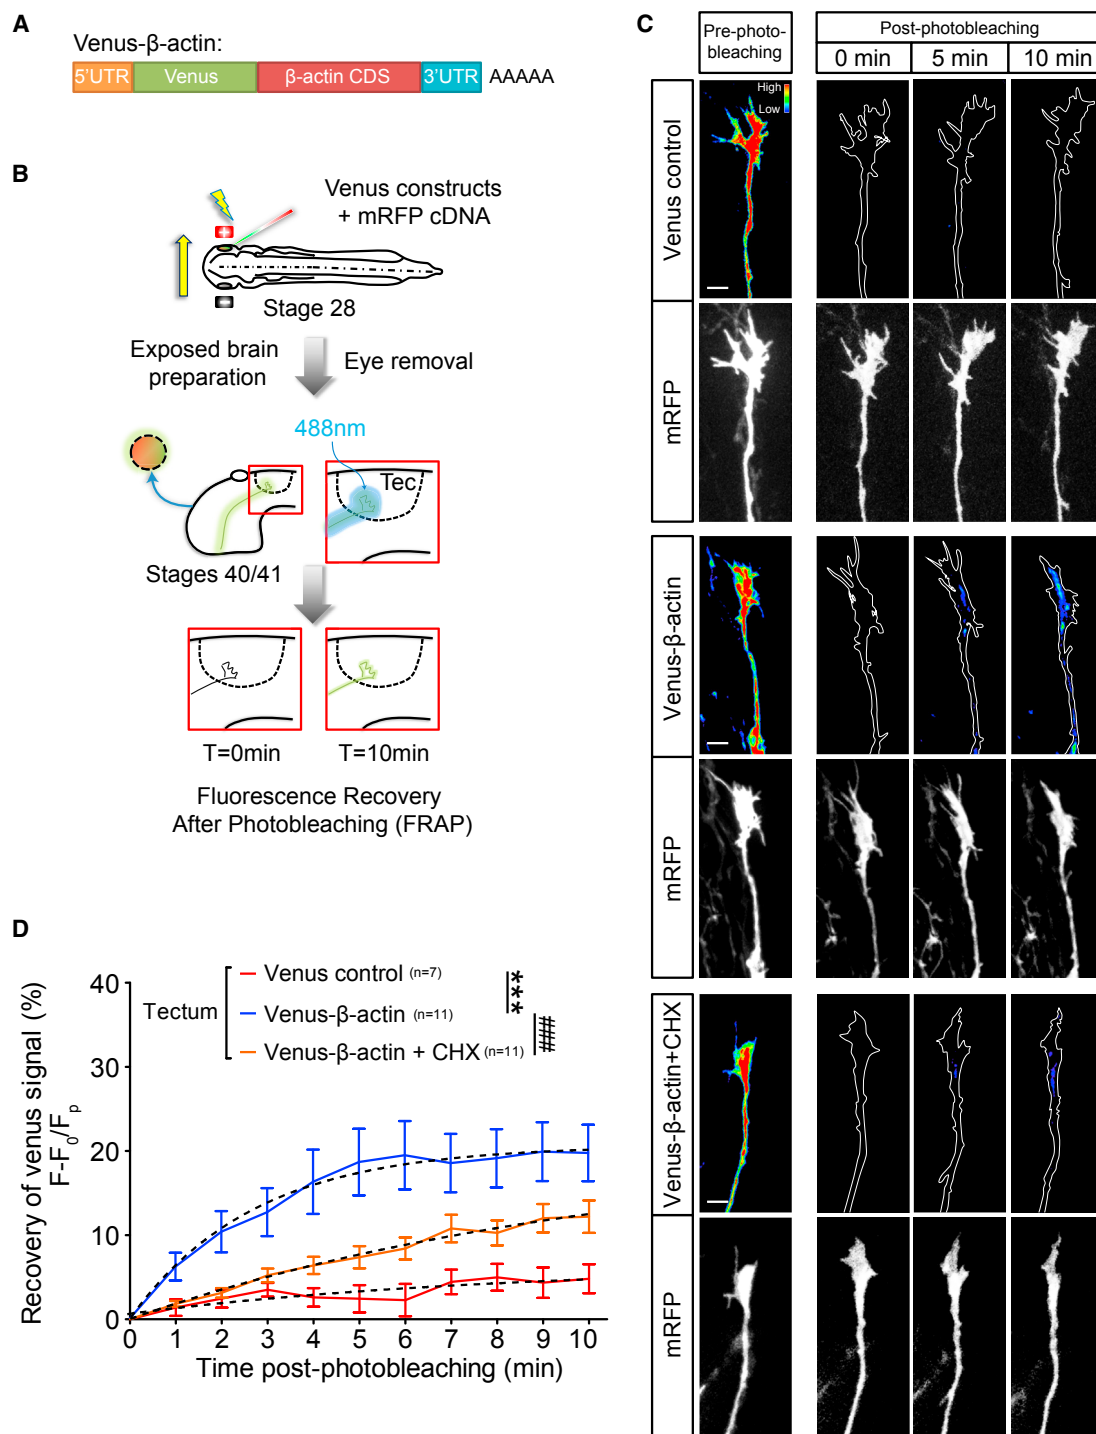 A
Venus-β-actin:
5'UTR Venus β-actin CDS 3'UTR AAAAA
B
Venus constructs
+ mRFP cDNA
Stage 28
Exposed brain
preparation
Eye removal
488nm
Tec
Stages 40/41
T=0min T=10min
Fluorescence Recovery
After Photobleaching (FRAP)
C
Pre-photo-
bleaching
Post-photobleaching
0 min 5 min 10 min
High
Low
Venus control
mRFP
Venus-β-actin
mRFP
Venus-β-actin+CHX
mRFP
D
Tectum
Venus control (n=7)
Venus-β-actin (n=11)
Venus-β-actin + CHX (n=11)
***
###
Recovery of venus signal (%)
F-F0/Fp
40
30
20
10
0
0 1 2 3 4 5 6 7 8 9 10
Time post-photobleaching (min)